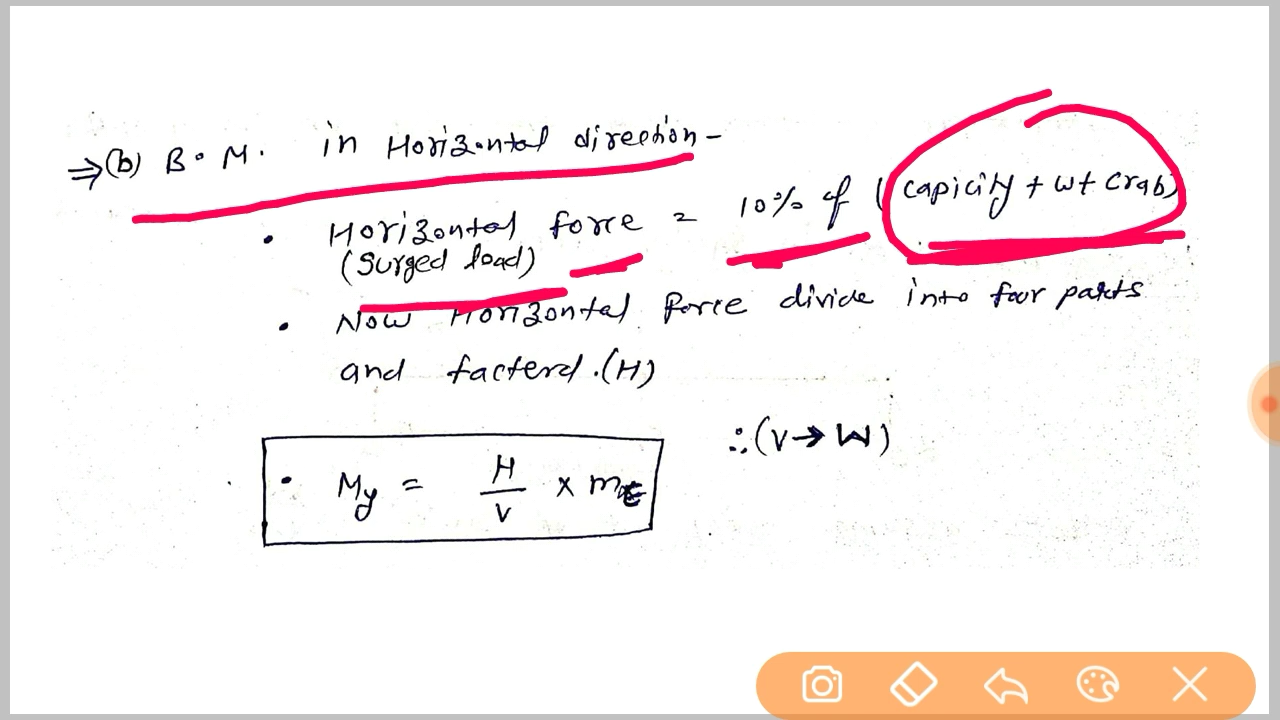 ⇒(b) B.M. in Horizontal direction-
• Horizontal force = 10% of (capicity + wt crab)
(Surged load)
• Now Horizontal force divide into four parts
and facterd.(H)
• My = H/V × mt
∴(V→W)